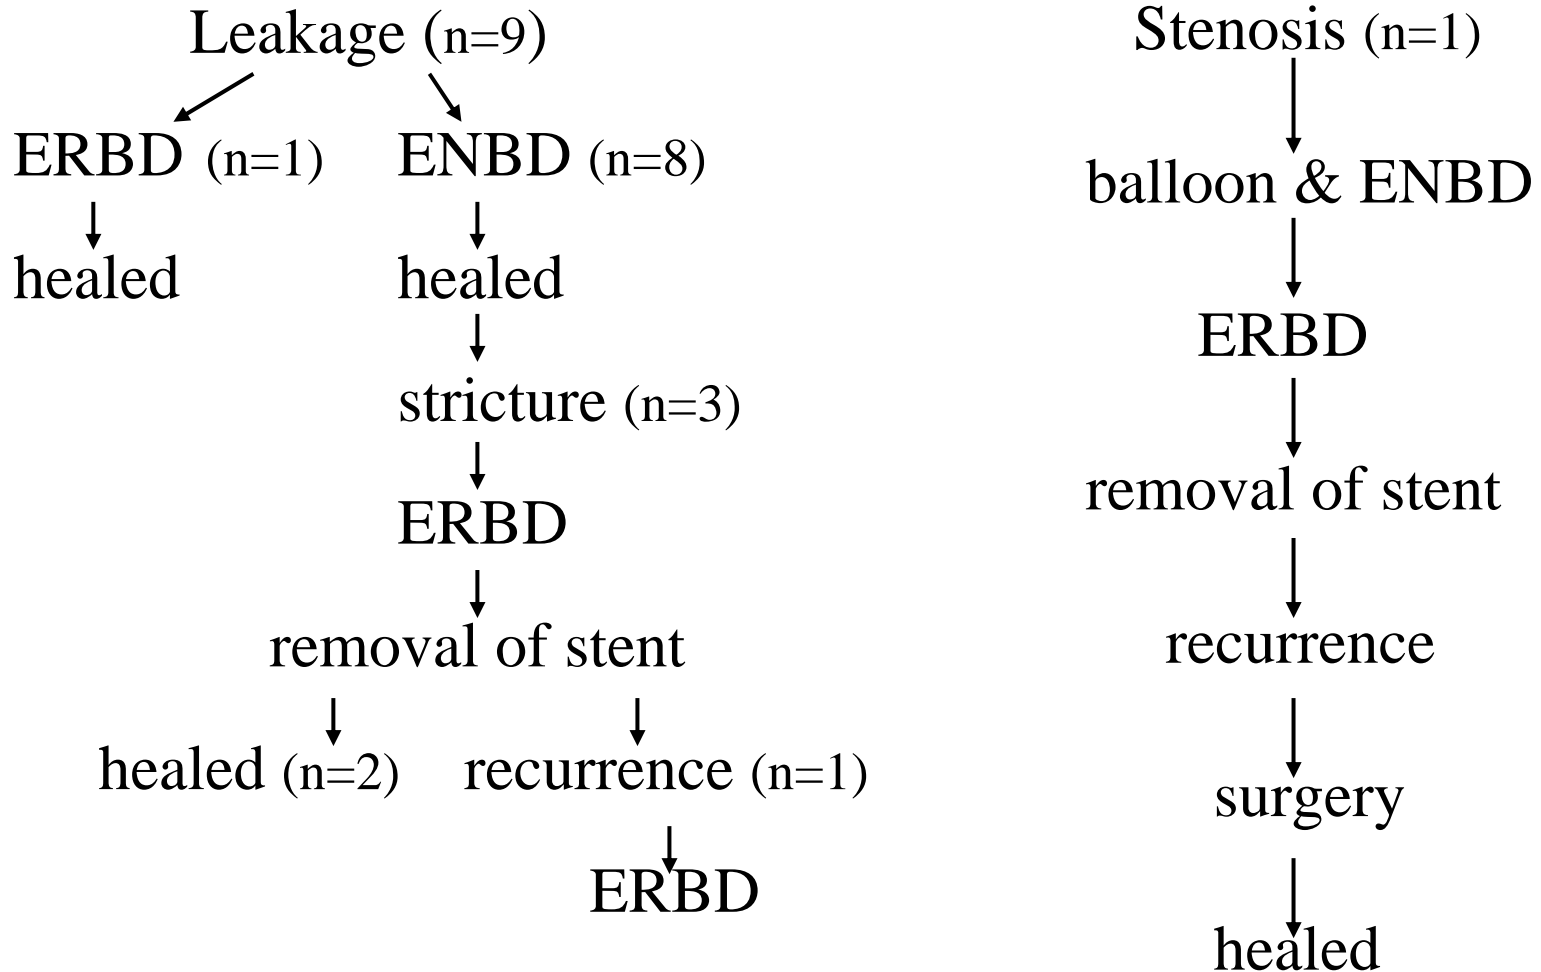 Leakage (n=9)
ERBD (n=1) ENBD (n=8)
healed healed
stricture (n=3)
ERBD
removal of stent
healed (n=2) recurrence (n=1)
ERBD
Stenosis (n=1)
balloon & ENBD
ERBD
removal of stent
recurrence
surgery
healed